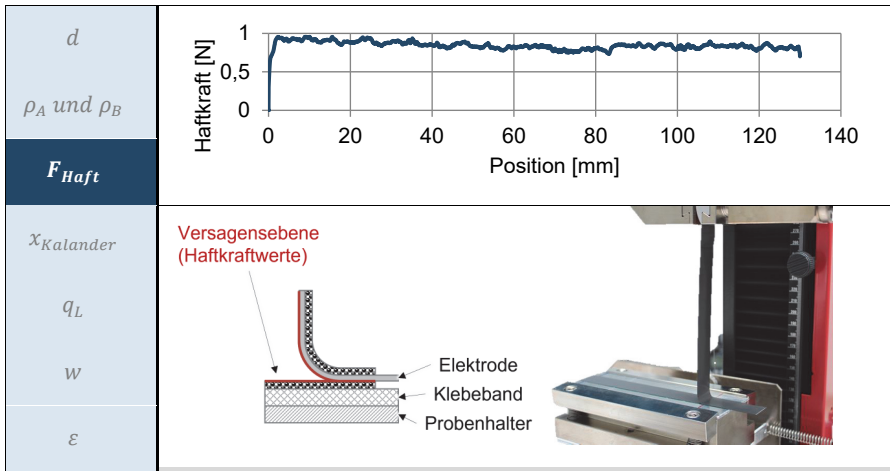 d
ρ_A und ρ_B
F_Haft
x_Kalander
q_L
w
ε
Haftkraft [N]
1
0,5
0
0
20
40
60
80
100
120
140
Position [mm]
Versagensebene
(Haftkraftwerte)
Elektrode
Klebeband
Probenhalter